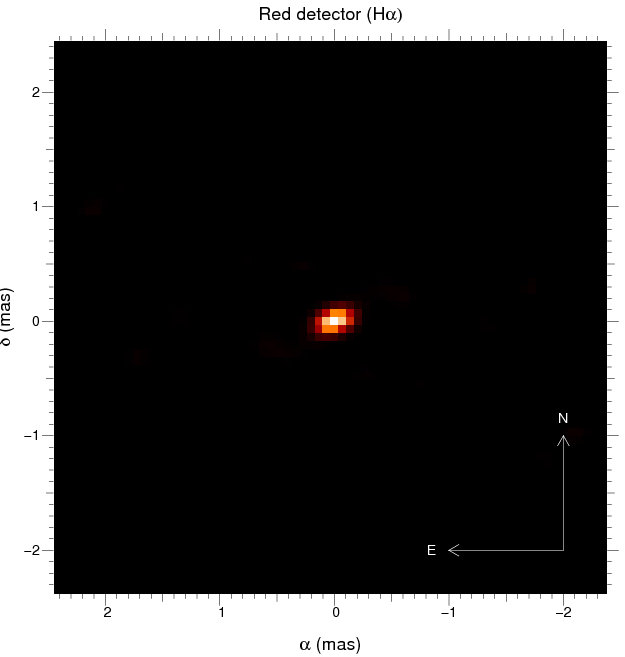 Red detector (Hα)
2
1
0
−1
−2
δ (mas)
N
E
2
1
0
−1
−2
α (mas)